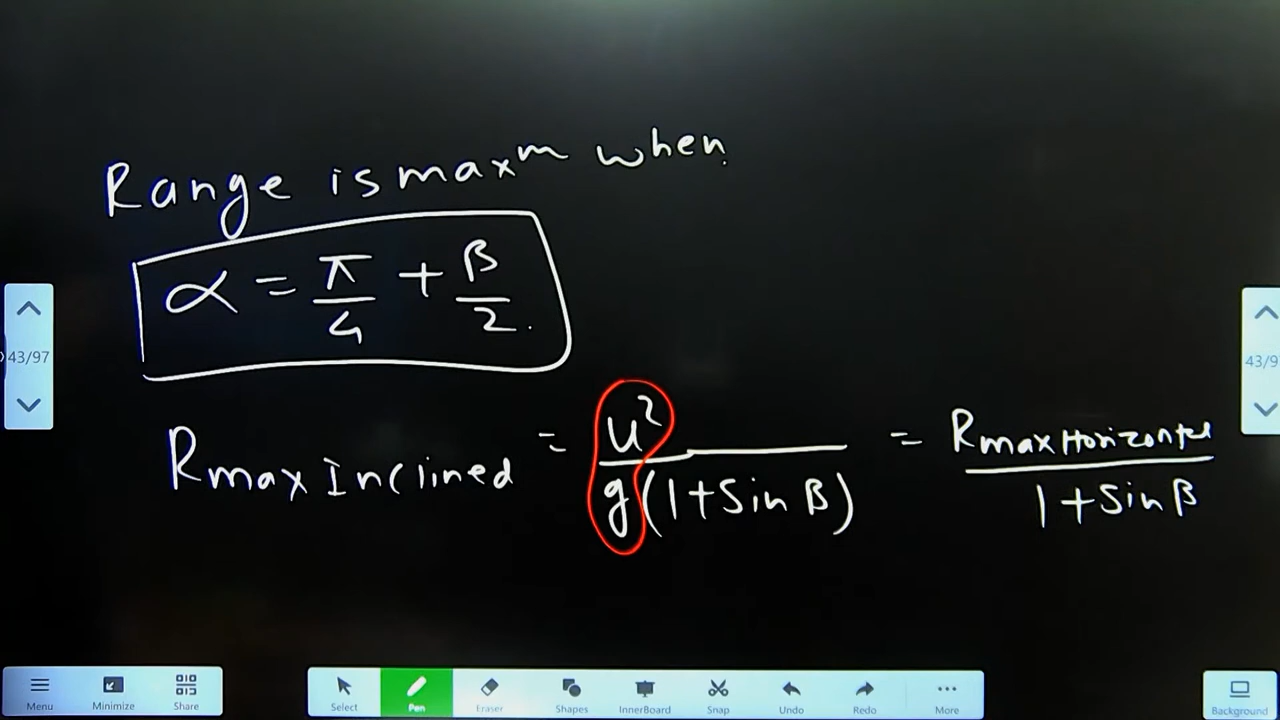 Range is maxᵐ when
α = π/4 + β/2.
Rmax Inclined = u²/g(1+Sin β) = Rmax Horizontal/1+Sin β
43/97
43/9
Menu Minimize Share Select Pen Eraser Shapes InnerBoard Snap Undo Redo More Background